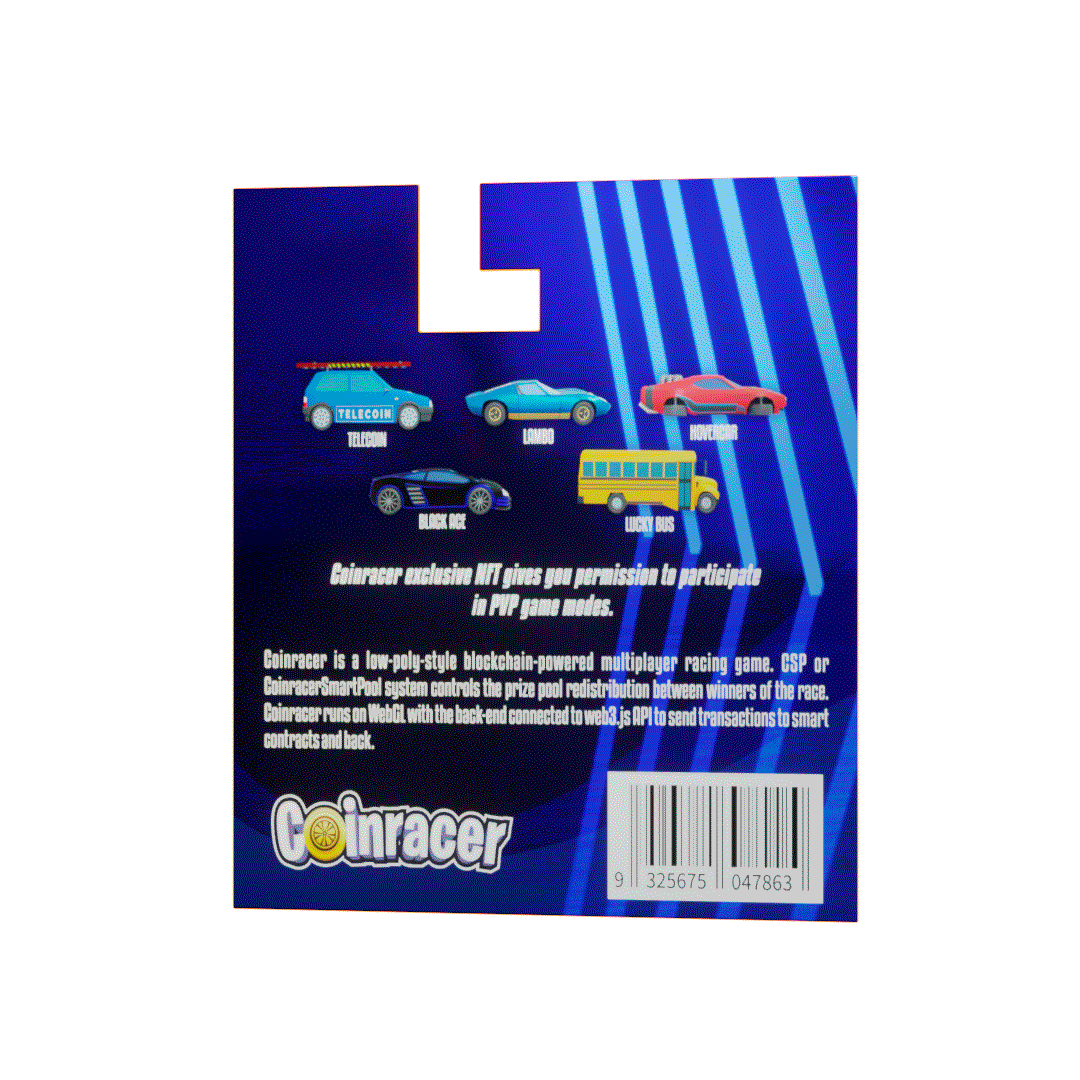 TELECOIN
TELECOIN
LAMBO
HOVERCAR
BLACK ACE
LUCKY BUS
Coinracer exclusive NFT gives you permission to participate
in PVP game modes.
Coinracer is a low-poly-style blockchain-powered multiplayer racing game. CSP or
CoinracerSmartPool system controls the prize pool redistribution between winners of the race.
Coinracer runs on WebGL with the back-end connected to web3.js API to send transactions to smart
contracts and back.
Coinracer
9 325675 047863